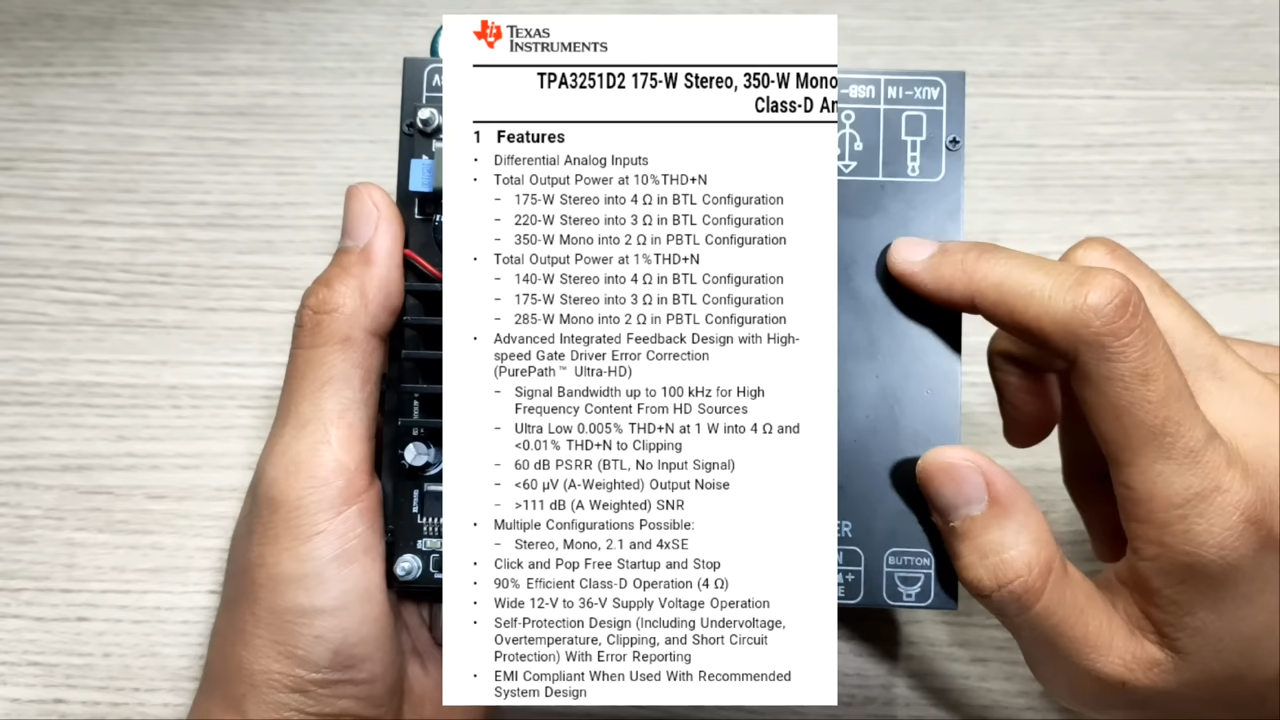 TEXAS
INSTRUMENTS
TPA3251D2 175-W Stereo, 350-W Mono
Class-D
1 Features
• Differential Analog Inputs
• Total Output Power at 10%THD+N
– 175-W Stereo into 4 Ω in BTL Configuration
– 220-W Stereo into 3 Ω in BTL Configuration
– 350-W Mono into 2 Ω in PBTL Configuration
• Total Output Power at 1%THD+N
– 140-W Stereo into 4 Ω in BTL Configuration
– 175-W Stereo into 3 Ω in BTL Configuration
– 285-W Mono into 2 Ω in PBTL Configuration
• Advanced Integrated Feedback Design with High-
speed Gate Driver Error Correction
(PurePath™ Ultra-HD)
– Signal Bandwidth up to 100 kHz for High
Frequency Content From HD Sources
– Ultra Low 0.005% THD+N at 1 W into 4 Ω and
<0.01% THD+N to Clipping
– 60 dB PSRR (BTL, No Input Signal)
– <60 µV (A-Weighted) Output Noise
– >111 dB (A Weighted) SNR
• Multiple Configurations Possible:
– Stereo, Mono, 2.1 and 4xSE
• Click and Pop Free Startup and Stop
• 90% Efficient Class-D Operation (4 Ω)
• Wide 12-V to 36-V Supply Voltage Operation
• Self-Protection Design (Including Undervoltage,
Overtemperature, Clipping, and Short Circuit
Protection) With Error Reporting
• EMI Compliant When Used With Recommended
System Design
USB-
AUX-IN
BUTTON